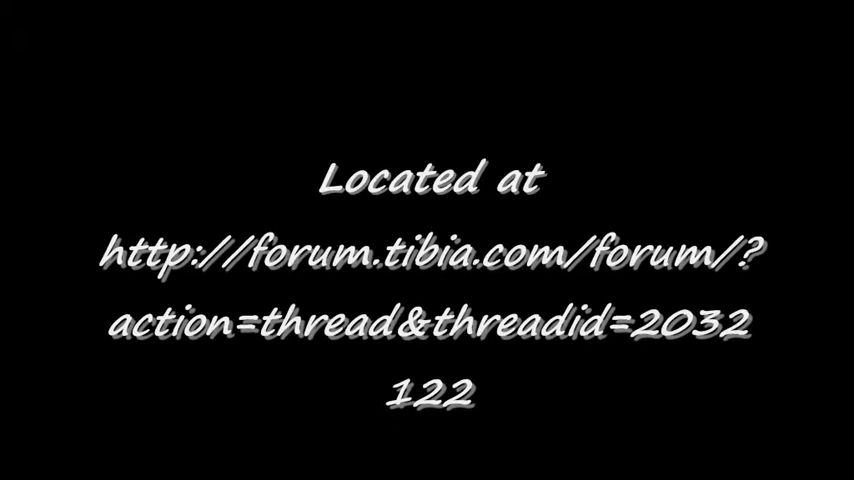 Located at
http://forum.tibia.com/forum/?
action=thread&threadid=2032
122